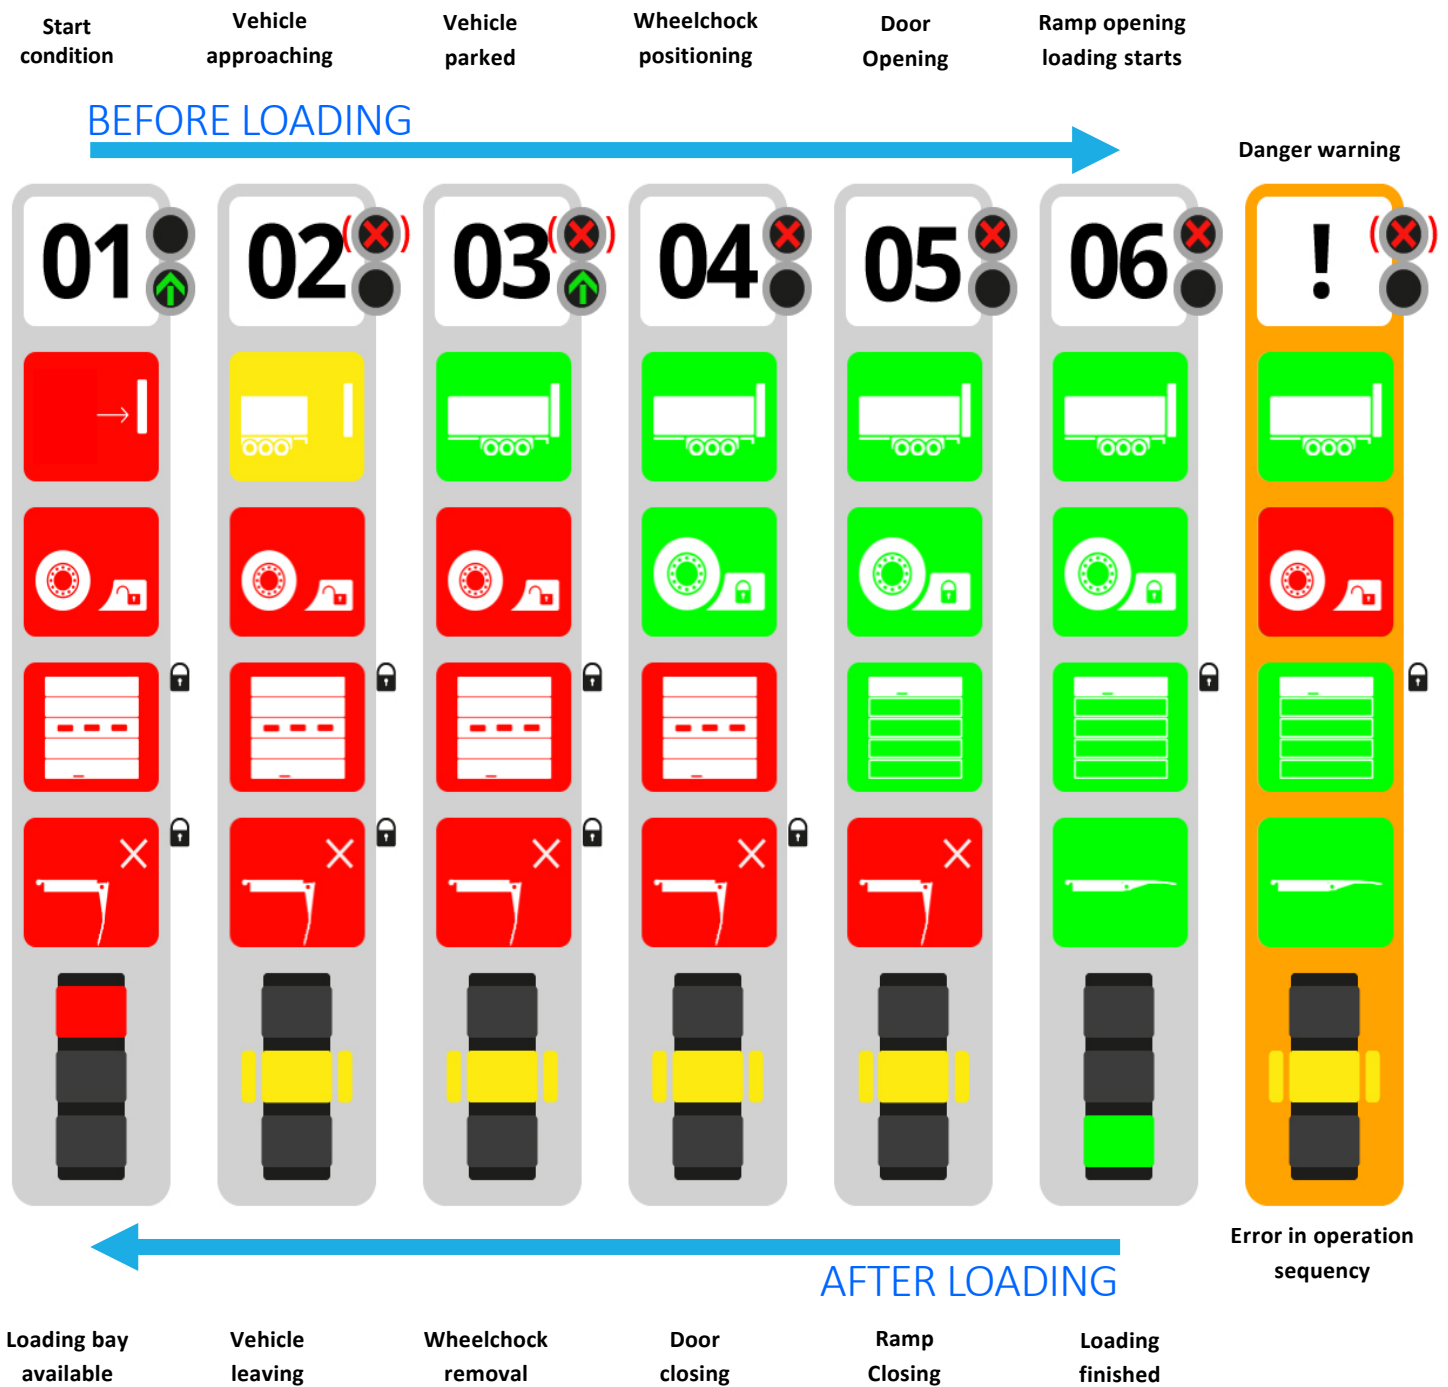 Start
condition
Vehicle
approaching
Vehicle
parked
Wheelchock
positioning
Door
Opening
Ramp opening
loading starts
BEFORE LOADING
Danger warning
01
02
03
04
05
06
!
Error in operation
sequency
AFTER LOADING
Loading bay
available
Vehicle
leaving
Wheelchock
removal
Door
closing
Ramp
Closing
Loading
finished